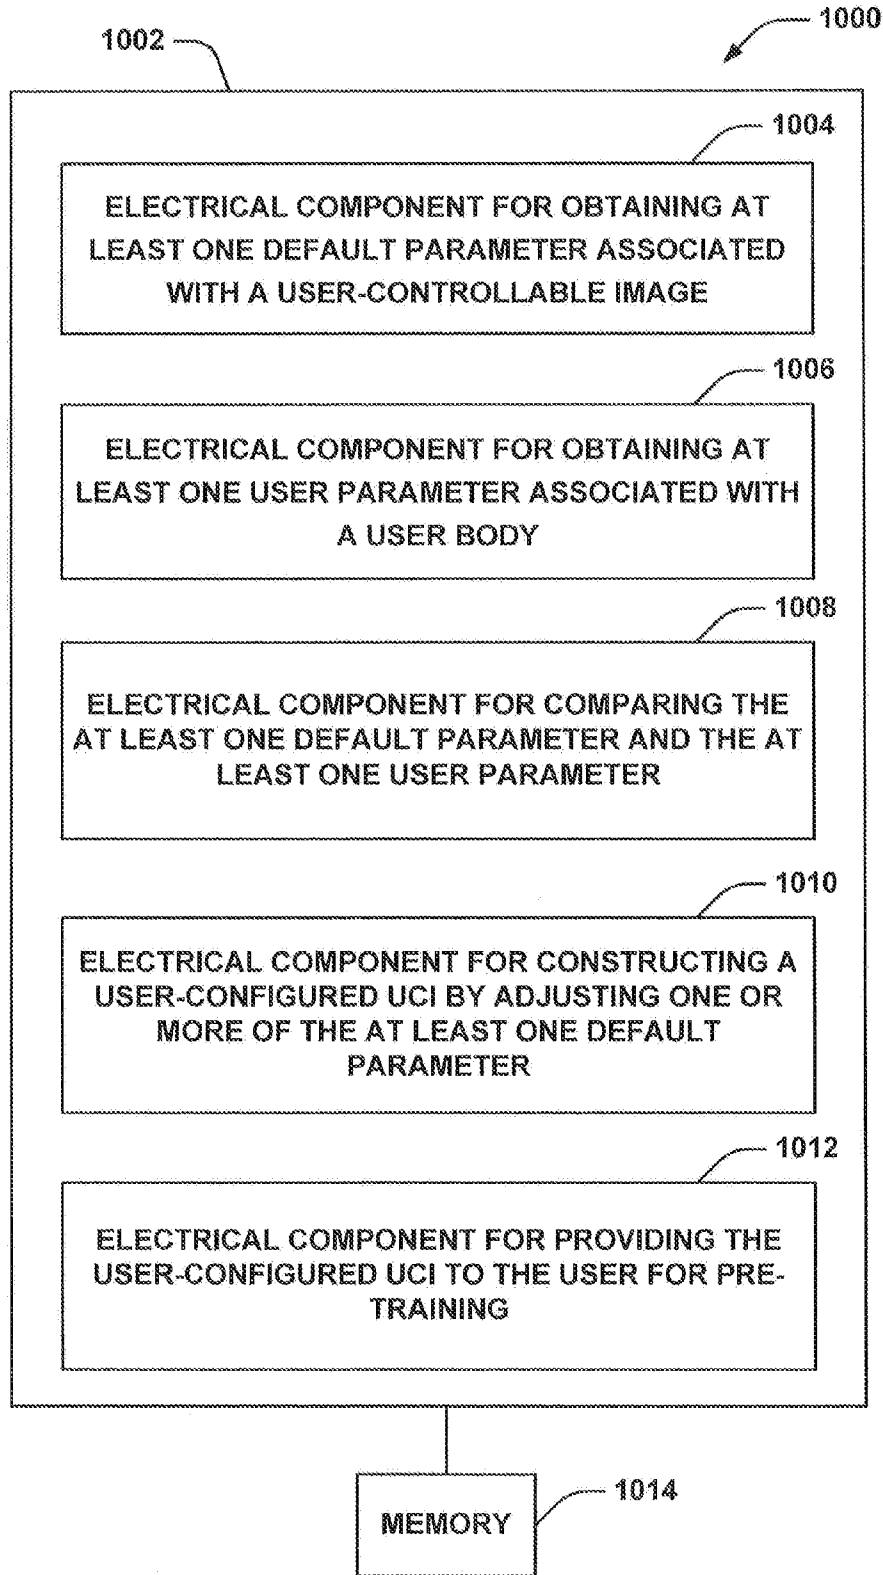 1000
1002
1004
ELECTRICAL COMPONENT FOR OBTAINING AT
LEAST ONE DEFAULT PARAMETER ASSOCIATED
WITH A USER-CONTROLLABLE IMAGE
1006
ELECTRICAL COMPONENT FOR OBTAINING AT
LEAST ONE USER PARAMETER ASSOCIATED WITH
A USER BODY
1008
ELECTRICAL COMPONENT FOR COMPARING THE
AT LEAST ONE DEFAULT PARAMETER AND THE AT
LEAST ONE USER PARAMETER
1010
ELECTRICAL COMPONENT FOR CONSTRUCTING A
USER-CONFIGURED UCI BY ADJUSTING ONE OR
MORE OF THE AT LEAST ONE DEFAULT
PARAMETER
1012
ELECTRICAL COMPONENT FOR PROVIDING THE
USER-CONFIGURED UCI TO THE USER FOR PRE-
TRAINING
1014
MEMORY